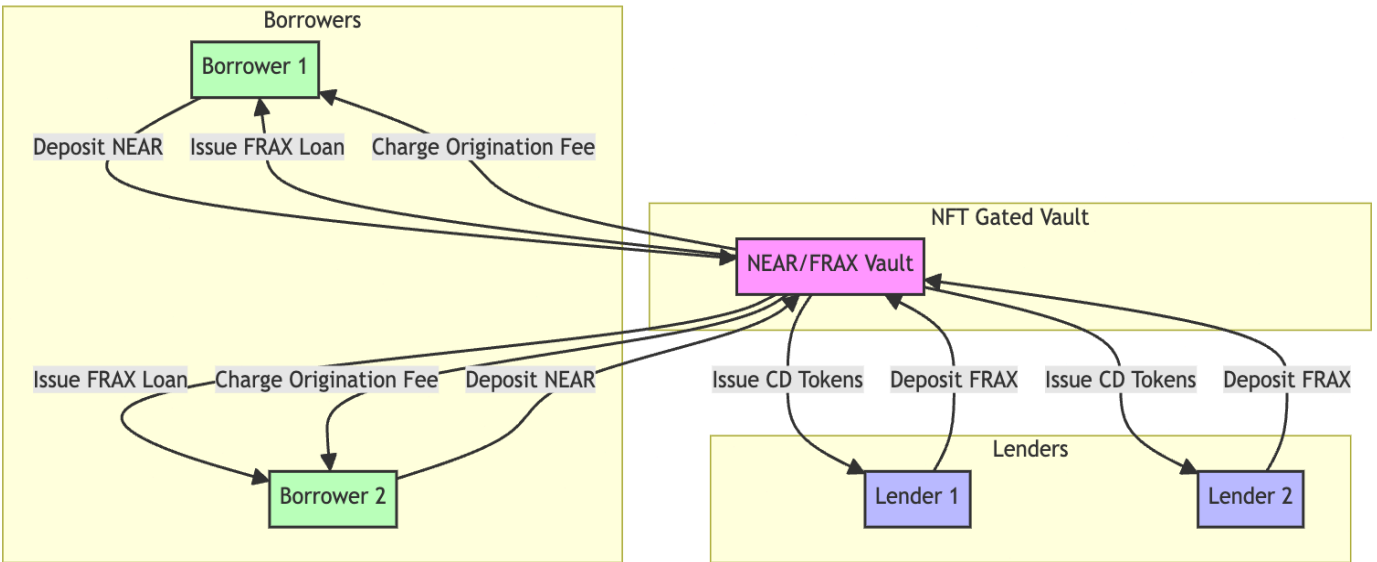 Borrowers
Borrower 1
Deposit NEAR
Issue FRAX Loan
Charge Origination Fee
NFT Gated Vault
NEAR/FRAX Vault
Issue FRAX Loan
Charge Origination Fee
Deposit NEAR
Issue CD Tokens
Deposit FRAX
Issue CD Tokens
Deposit FRAX
Borrower 2
Lenders
Lender 1
Lender 2